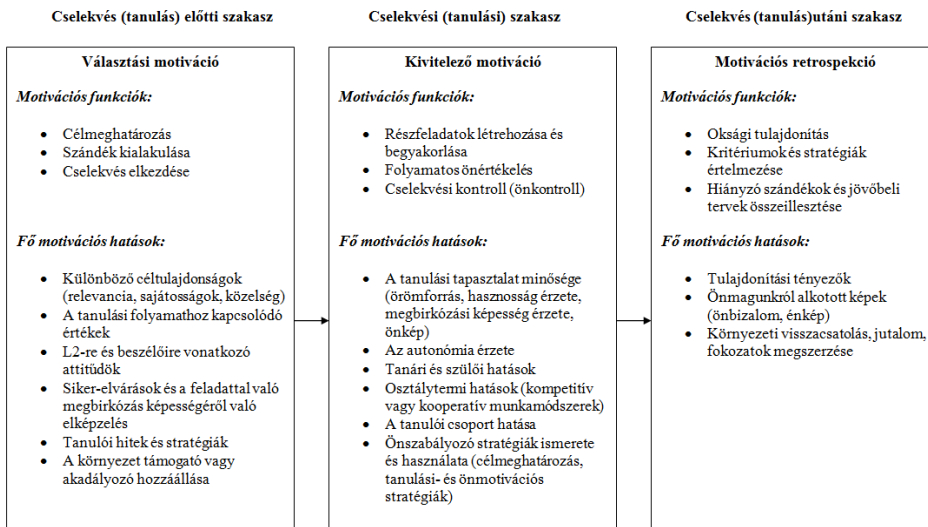 Cselekvés (tanulás) előtti szakasz
Választási motiváció
Motivációs funkciók:
• Célmeghatározás
• Szándék kialakulása
• Cselekvés elkezdése
Fő motivációs hatások:
• Különböző céltulajdonságok
(relevancia, sajátosságok, közelség)
• A tanulási folyamathoz kapcsolódó
értékek
• L2-re és beszélőire vonatkozó
attitűdök
• Siker-elvárások és a feladattal való
megbirkózás képességéről való
elképzelés
• Tanulói hitek és stratégiák
• A környezet támogató vagy
akadályozó hozzáállása
Cselekvési (tanulási) szakasz
Kivitelező motiváció
Motivációs funkciók:
• Részfeladatok létrehozása és
begyakorlása
• Folyamatos önértékelés
• Cselekvési kontroll (önkontroll)
Fő motivációs hatások:
• A tanulási tapasztalat minősége
(örömforrás, hasznosság érzete,
megbirkózási képesség érzete,
önkép)
• Az autonómia érzete
• Tanári és szülői hatások
• Osztálytermi hatások (kompetitív
vagy kooperatív munkamódszerek)
• A tanulói csoport hatása
• Önszabályozó stratégiák ismerete
és használata (célmeghatározás,
tanulási- és önmotivációs
stratégiák)
Cselekvés (tanulás)utáni szakasz
Motivációs retrospekció
Motivációs funkciók:
• Oksági tulajdonítás
• Kritériumok és stratégiák
értelmezése
• Hiányzó szándékok és jövőbeli
tervek összeillesztése
Fő motivációs hatások:
• Tulajdonítási tényezők
• Önmagunkról alkotott képek
(önbizalom, énkép)
• Környezeti visszacsatolás, jutalom,
fokozatok megszerzése